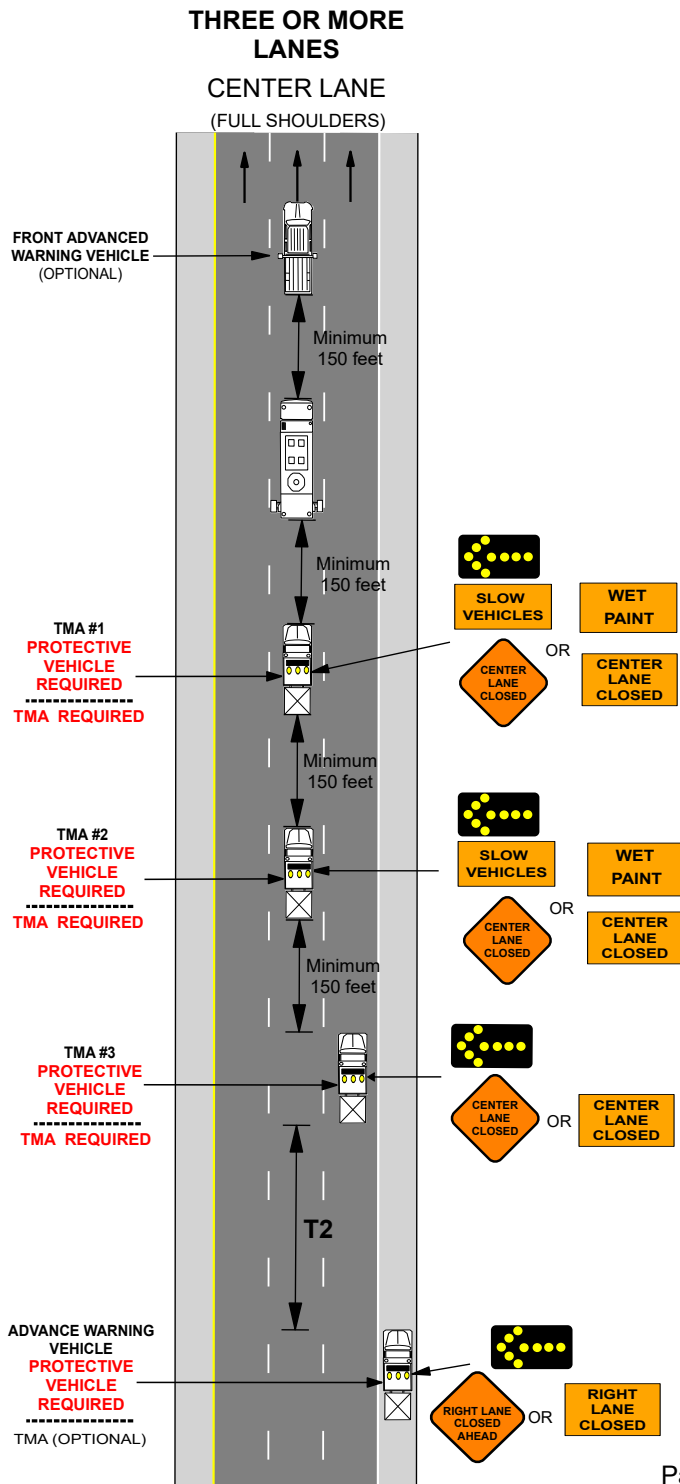 THREE OR MORE
LANES
CENTER LANE
(FULL SHOULDERS)
FRONT ADVANCED
WARNING VEHICLE
(OPTIONAL)
Minimum
150 feet
Minimum
150 feet
SLOW
VEHICLES
WET
PAINT
OR
CENTER
LANE
CLOSED
CENTER
LANE
CLOSED
TMA #1
PROTECTIVE
VEHICLE
REQUIRED
TMA REQUIRED
Minimum
150 feet
SLOW
VEHICLES
WET
PAINT
OR
CENTER
LANE
CLOSED
CENTER
LANE
CLOSED
TMA #2
PROTECTIVE
VEHICLE
REQUIRED
TMA REQUIRED
Minimum
150 feet
TMA #3
PROTECTIVE
VEHICLE
REQUIRED
TMA REQUIRED
CENTER
LANE
CLOSED
OR
CENTER
LANE
CLOSED
T2
ADVANCE WARNING
VEHICLE
PROTECTIVE
VEHICLE
REQUIRED
TMA (OPTIONAL)
RIGHT LANE
CLOSED
AHEAD
OR
RIGHT
LANE
CLOSED